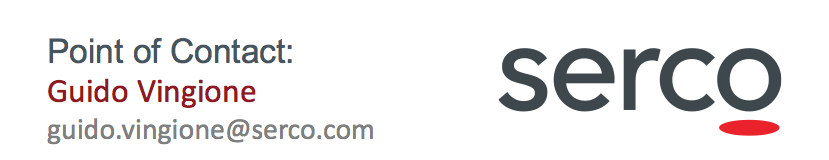 Point of Contact:
Guido Vingione
guido.vingione@serco.com
serco